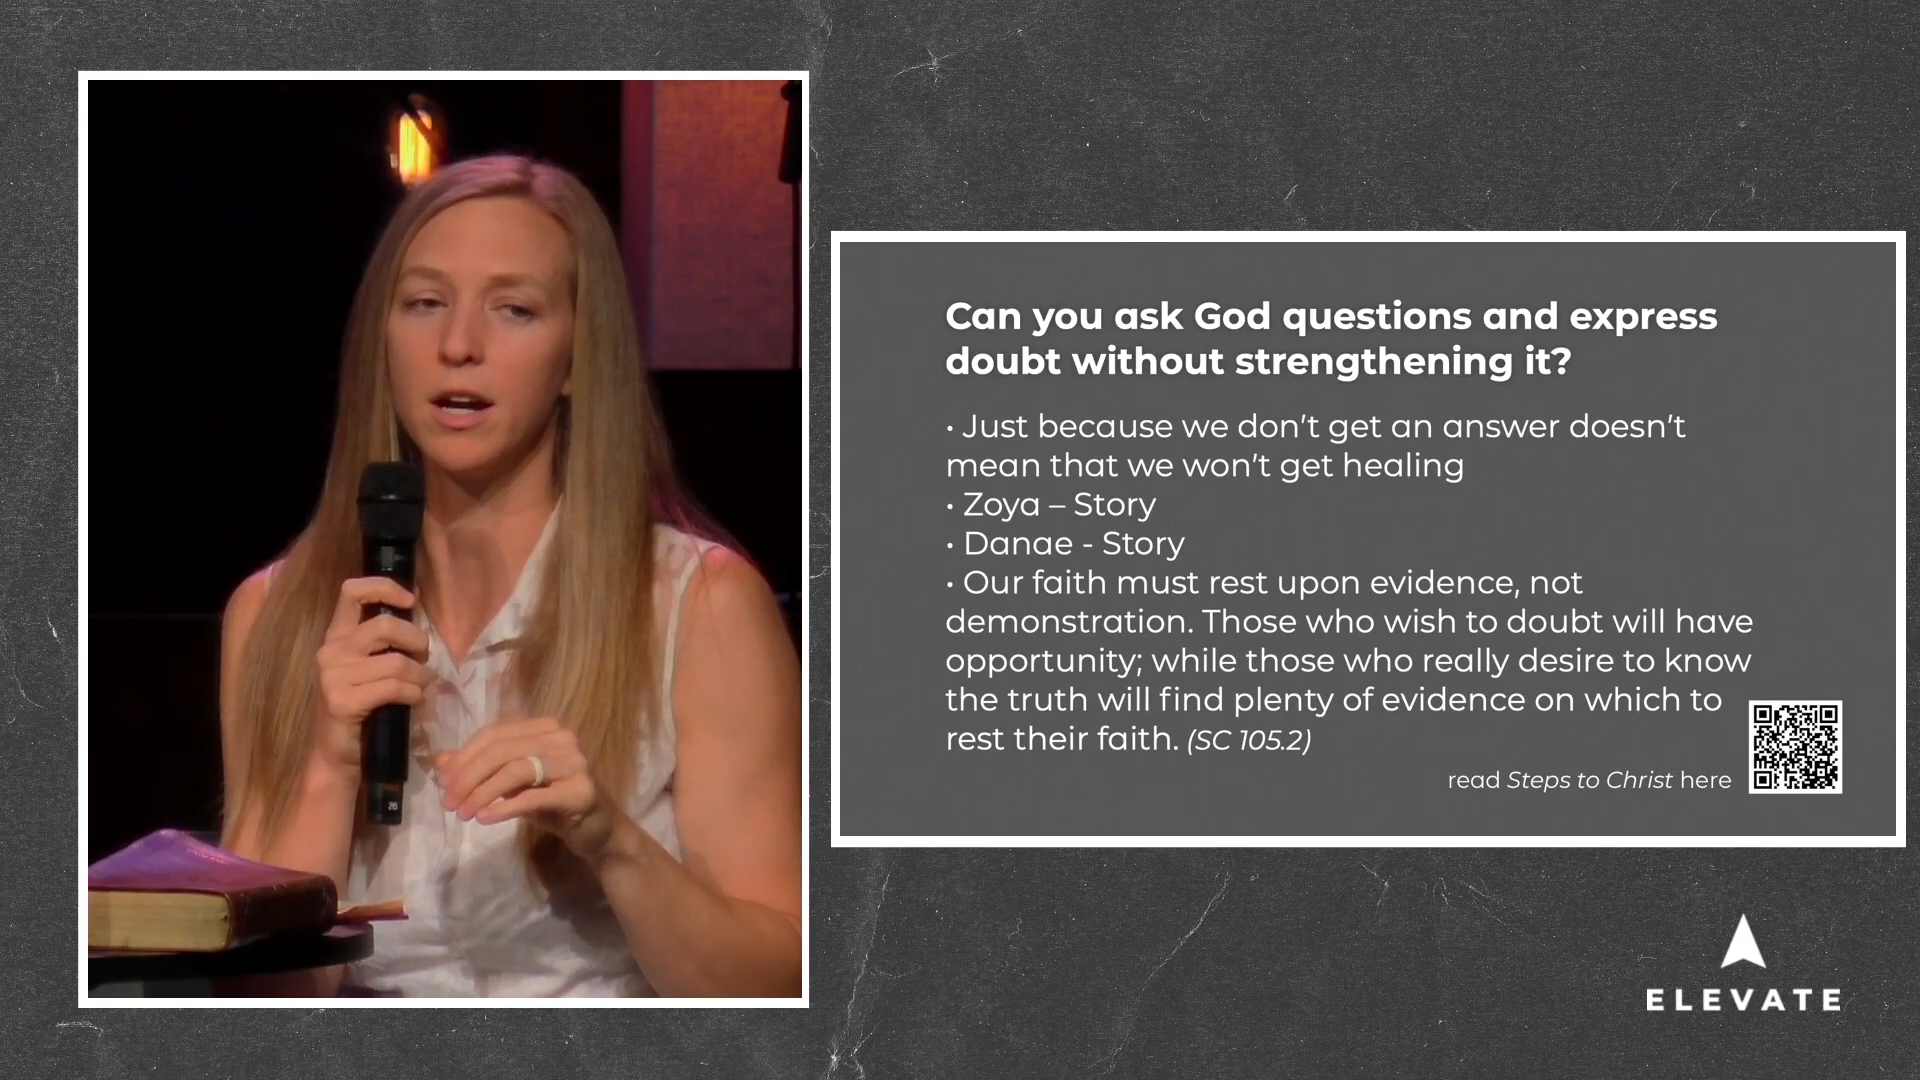 Can you ask God questions and express
doubt without strengthening it?
• Just because we don't get an answer doesn't
mean that we won't get healing
• Zoya – Story
• Danae - Story
• Our faith must rest upon evidence, not
demonstration. Those who wish to doubt will have
opportunity; while those who really desire to know
the truth will find plenty of evidence on which to
rest their faith. (SC 105.2)
read Steps to Christ here
ELEVATE
26